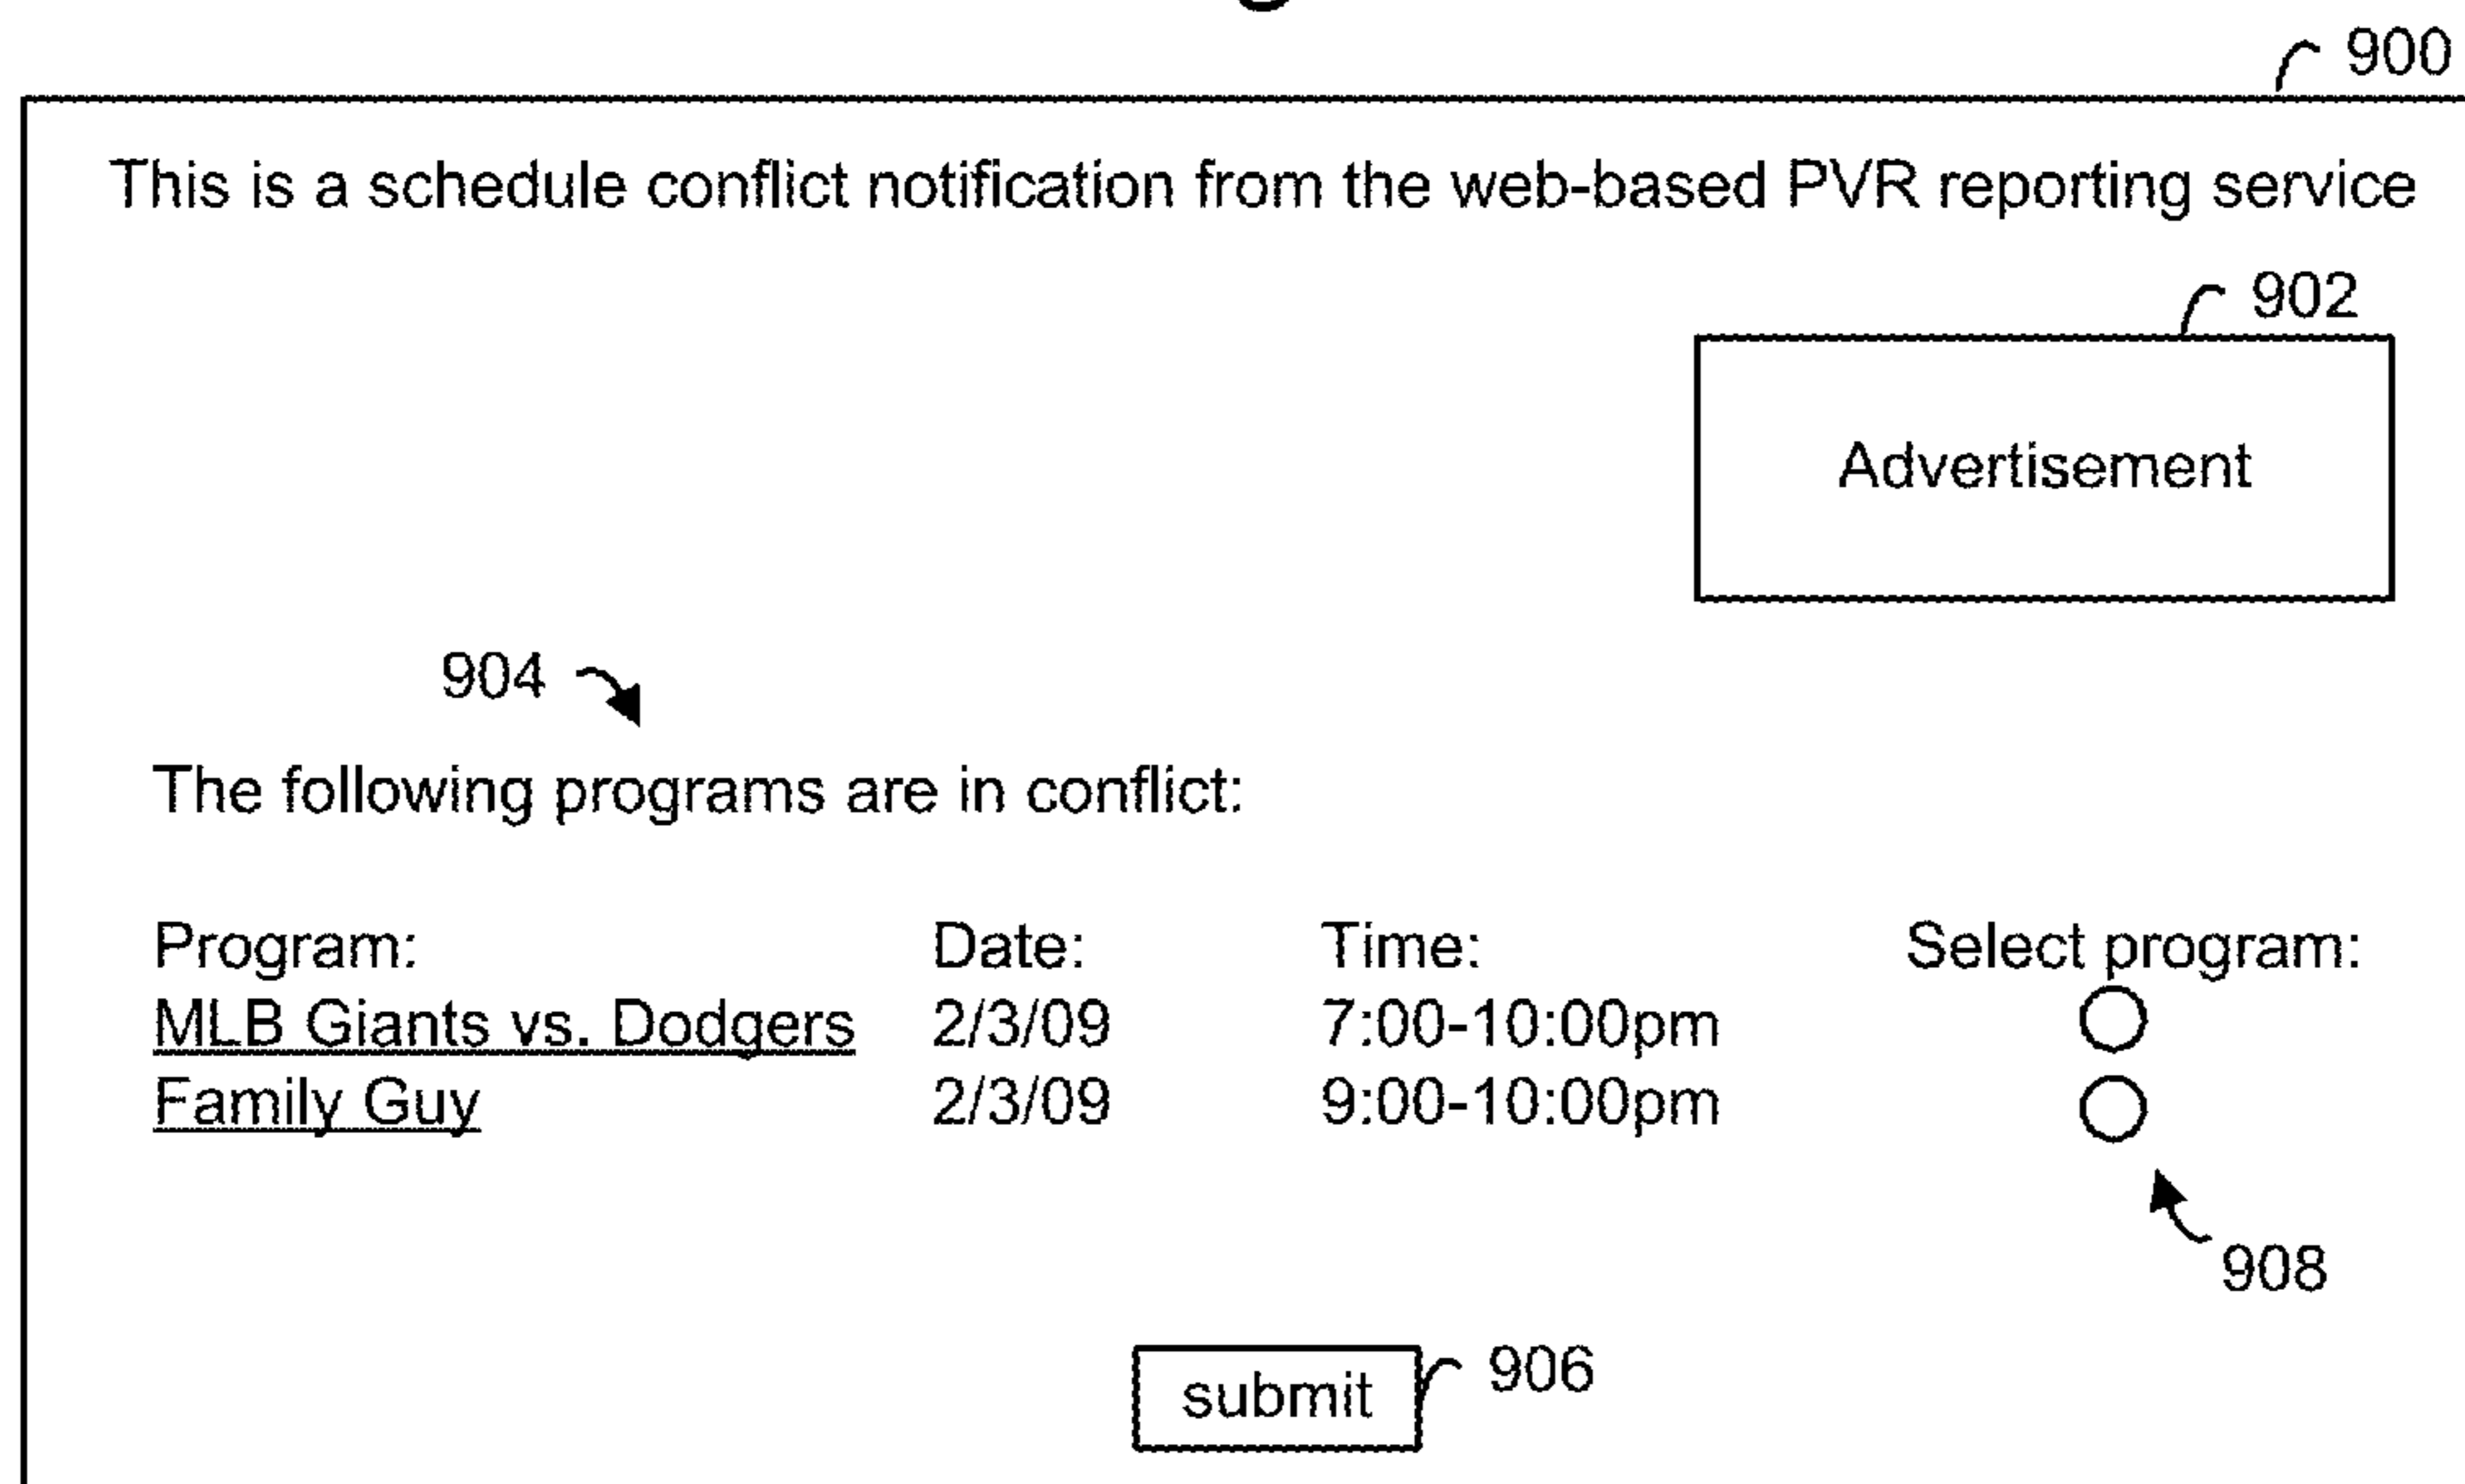 900
This is a schedule conflict notification from the web-based PVR reporting service
902
Advertisement
904
The following programs are in conflict:
Program: Date: Time: Select program:
MLB Giants vs. Dodgers 2/3/09 7:00-10:00pm
Family Guy 2/3/09 9:00-10:00pm
908
submit 906